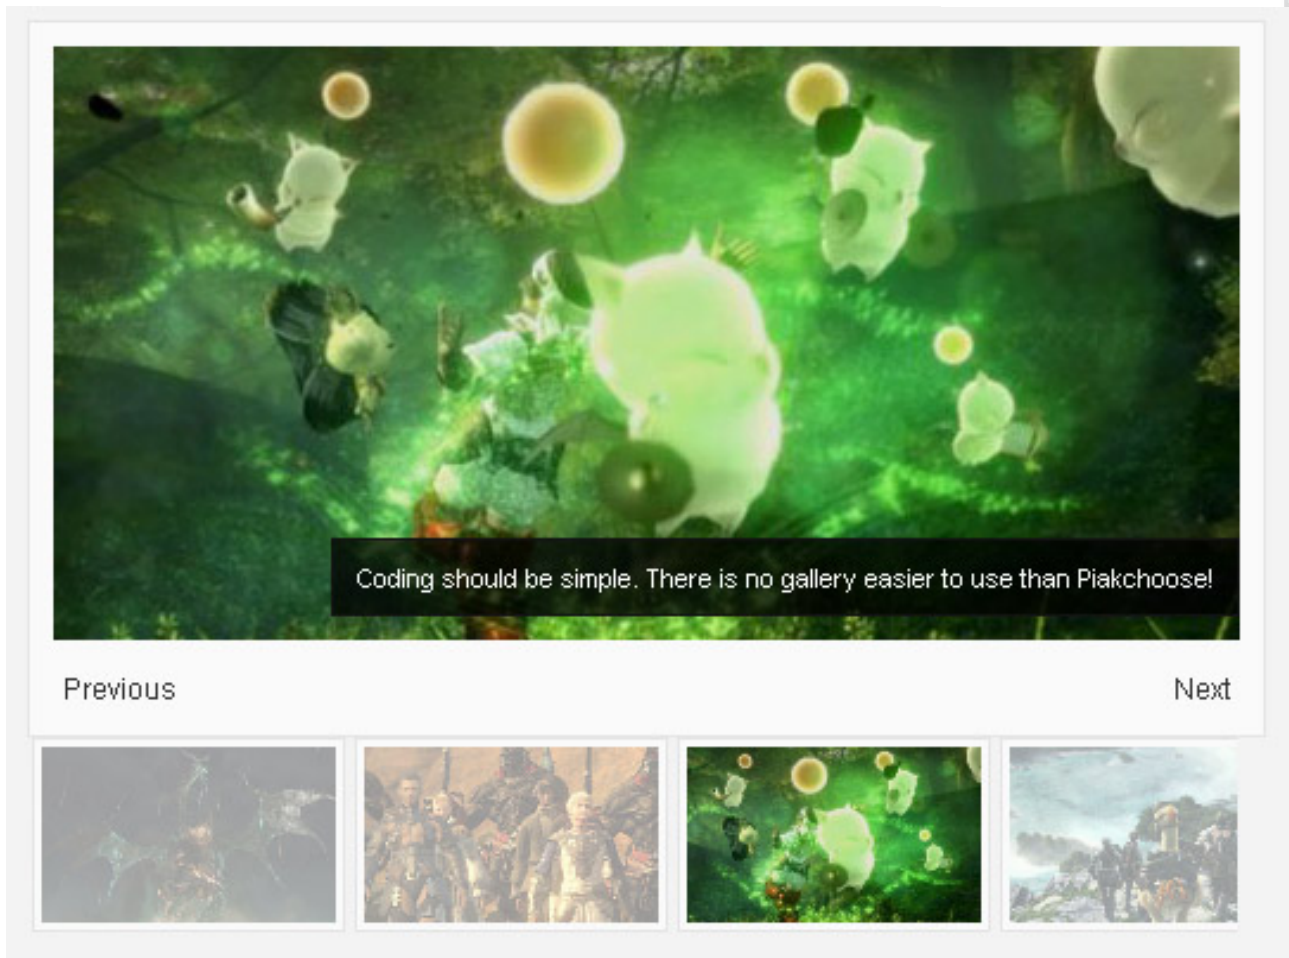 Coding should be simple. There is no gallery easier to use than Piakchoose!
Previous
Next